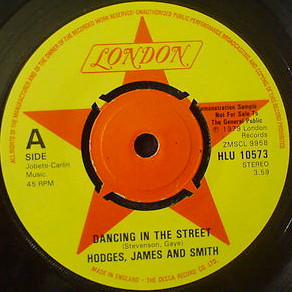 ALL RIGHTS OF THE MANUFACTURER AND OF THE OWNER OF THE RECORDED WORK RESERVED UNAUTHORISED PUBLIC PERFORMANCE BROADCASTING AND COPYING OF THIS RECORD PROHIBITED
LONDON
Demonstration Sample
Not For Sale To
The General Public
A
SIDE
℗ 1979 London
Records
ZMSCL 9958
Jobete-Carlin
Music
45 RPM
HLU 10573
STEREO
3.59
DANCING IN THE STREET
(Stevenson, Gaye)
HODGES, JAMES AND SMITH
MADE IN ENGLAND · THE DECCA RECORD CO. LTD.